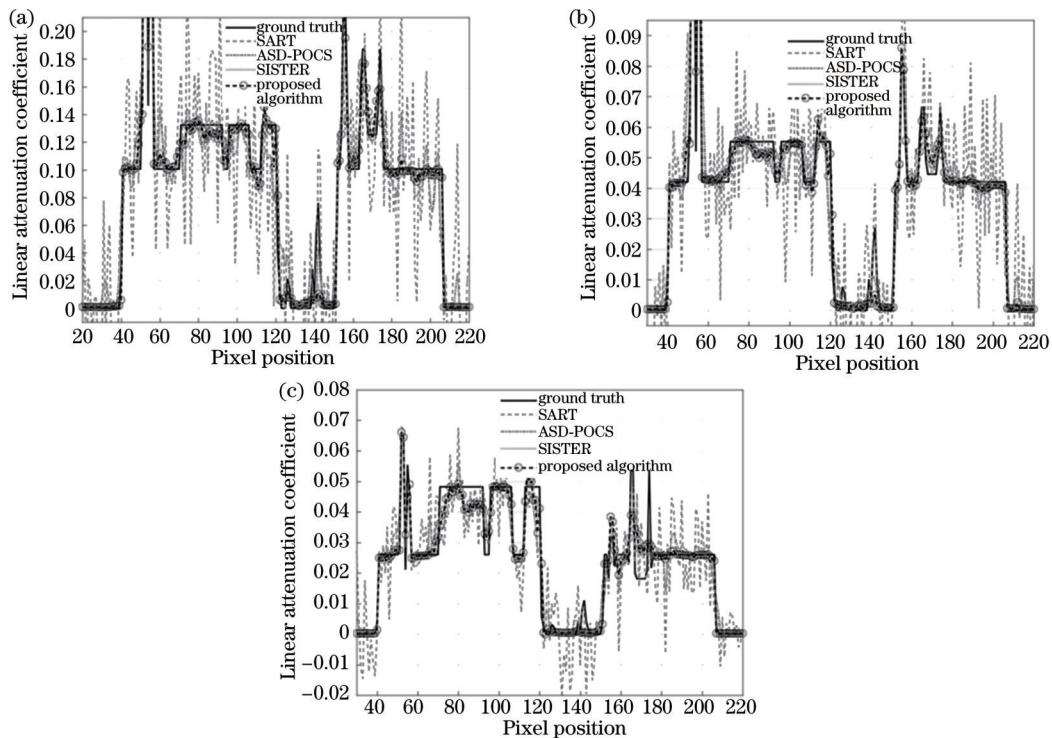 (a)
0.20
0.18
0.16
0.14
0.12
0.10
0.08
0.06
0.04
0.02
0
Linear attenuation coefficient
20 40 60 80 100 120 140 160 180 200 220
Pixel position
ground truth
SART
ASD-POCS
SISTER
proposed
algorithm
(b)
0.09
0.08
0.07
0.06
0.05
0.04
0.03
0.02
0.01
0
Linear attenuation coefficient
40 60 80 100 120 140 160 180 200 220
Pixel position
ground truth
SART
ASD-POCS
SISTER
proposed
algorithm
(c)
0.08
0.07
0.06
0.05
0.04
0.03
0.02
0.01
0
−0.01
−0.02
Linear attenuation coefficient
40 60 80 100 120 140 160 180 200 220
Pixel position
ground truth
SART
ASD-POCS
SISTER
proposed algorithm